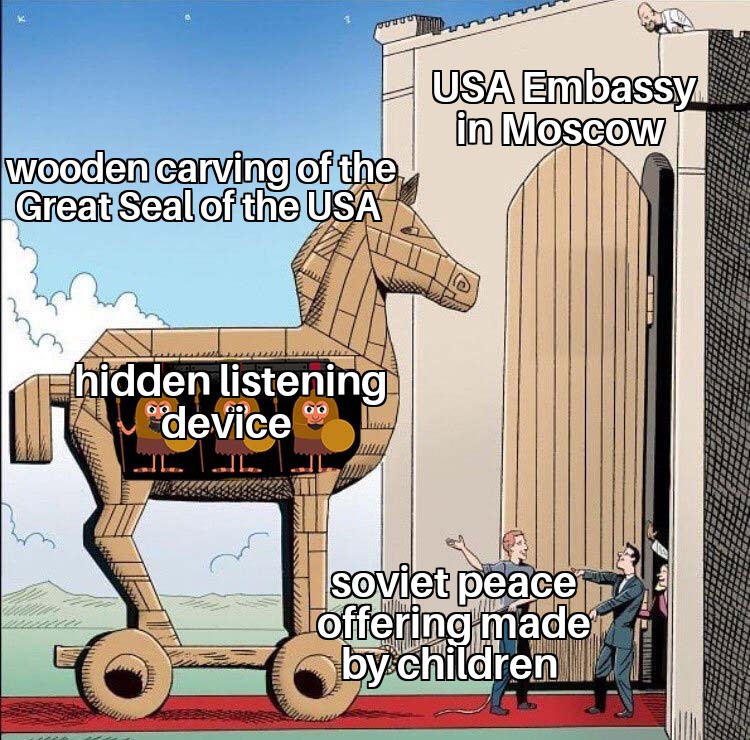 USA Embassy
in Moscow
wooden carving of the
Great Seal of the USA
hidden listening
device
soviet peace
offering made
by children